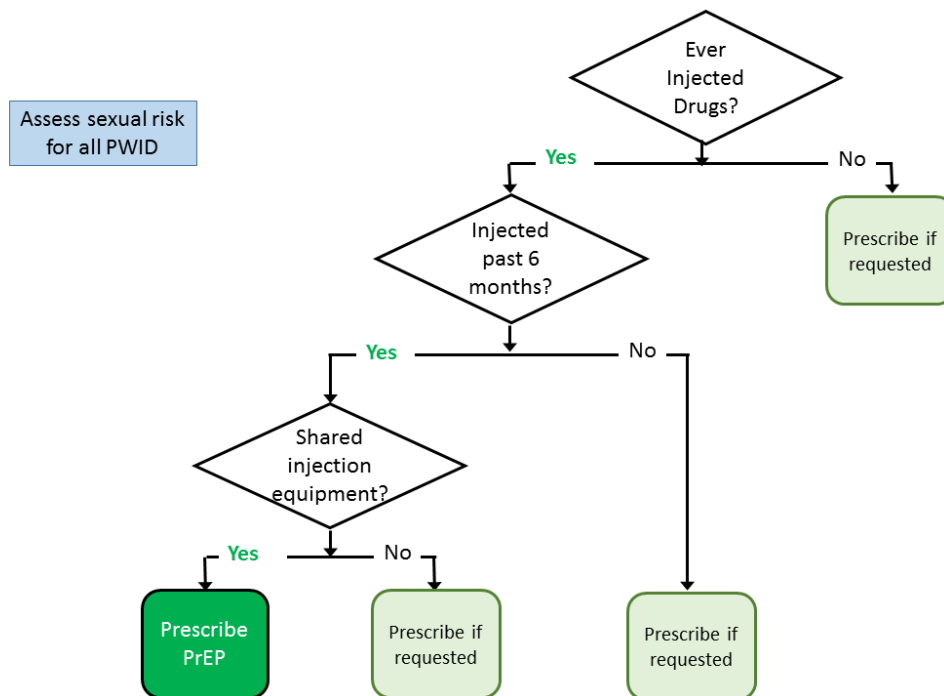 Ever
Injected
Drugs?
Assess sexual risk
for all PWID
Yes
No
Injected
past 6
months?
Prescribe if
requested
Yes
No
Shared
injection
equipment?
Yes
No
Prescribe
PrEP
Prescribe if
requested
Prescribe if
requested